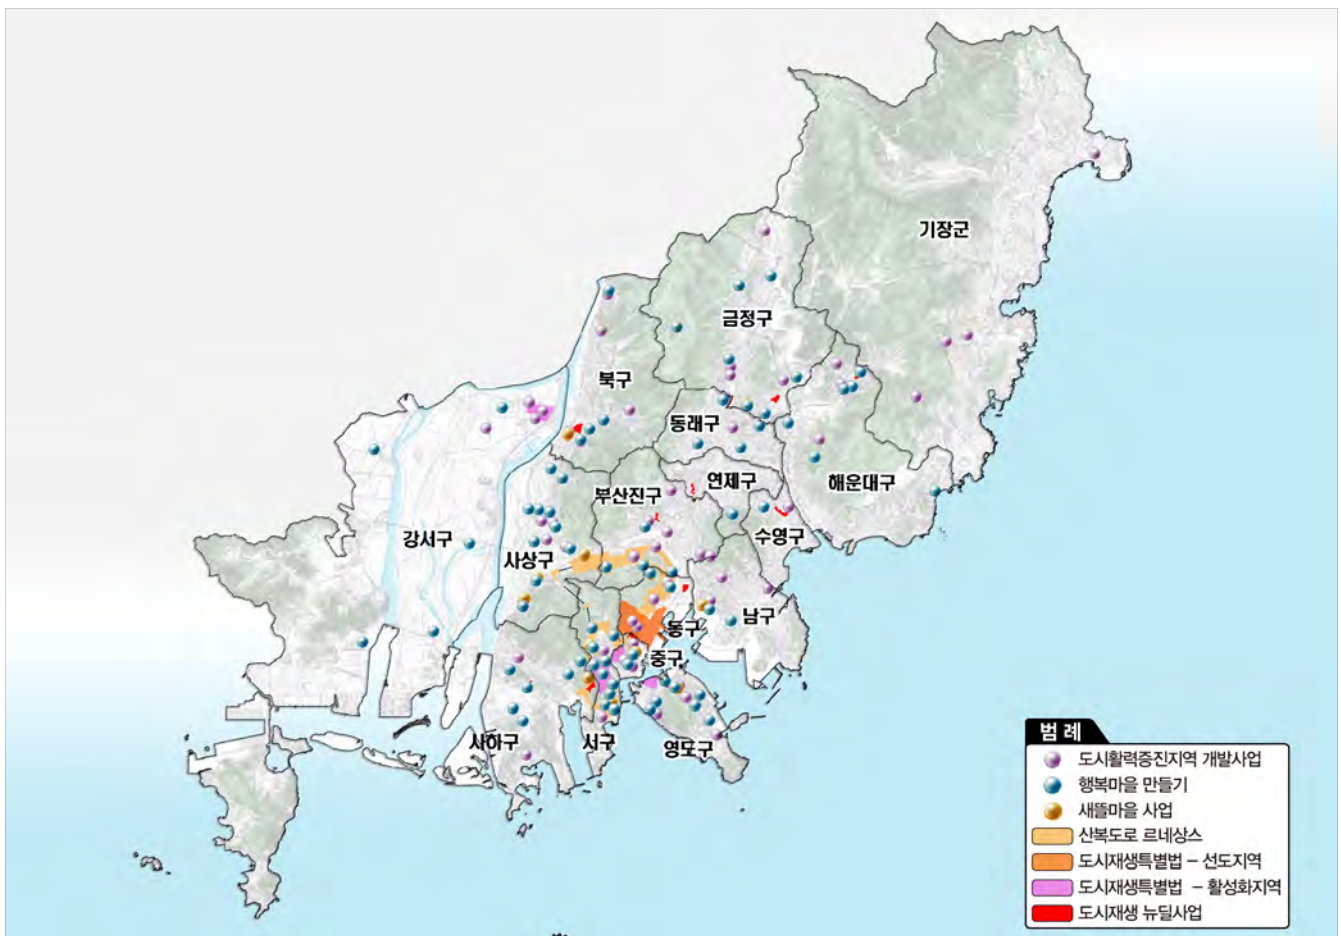 기장군
금정구
북구
동래구
연제구
해운대구
부산진구
수영구
강서구
사상구
남구
동구
중구
사하구
서구
영도구
범 례
도시활력증진지역 개발사업
행복마을 만들기
새뜰마을 사업
산복도로 르네상스
도시재생특별법 – 선도지역
도시재생특별법 – 활성화지역
도시재생 뉴딜사업